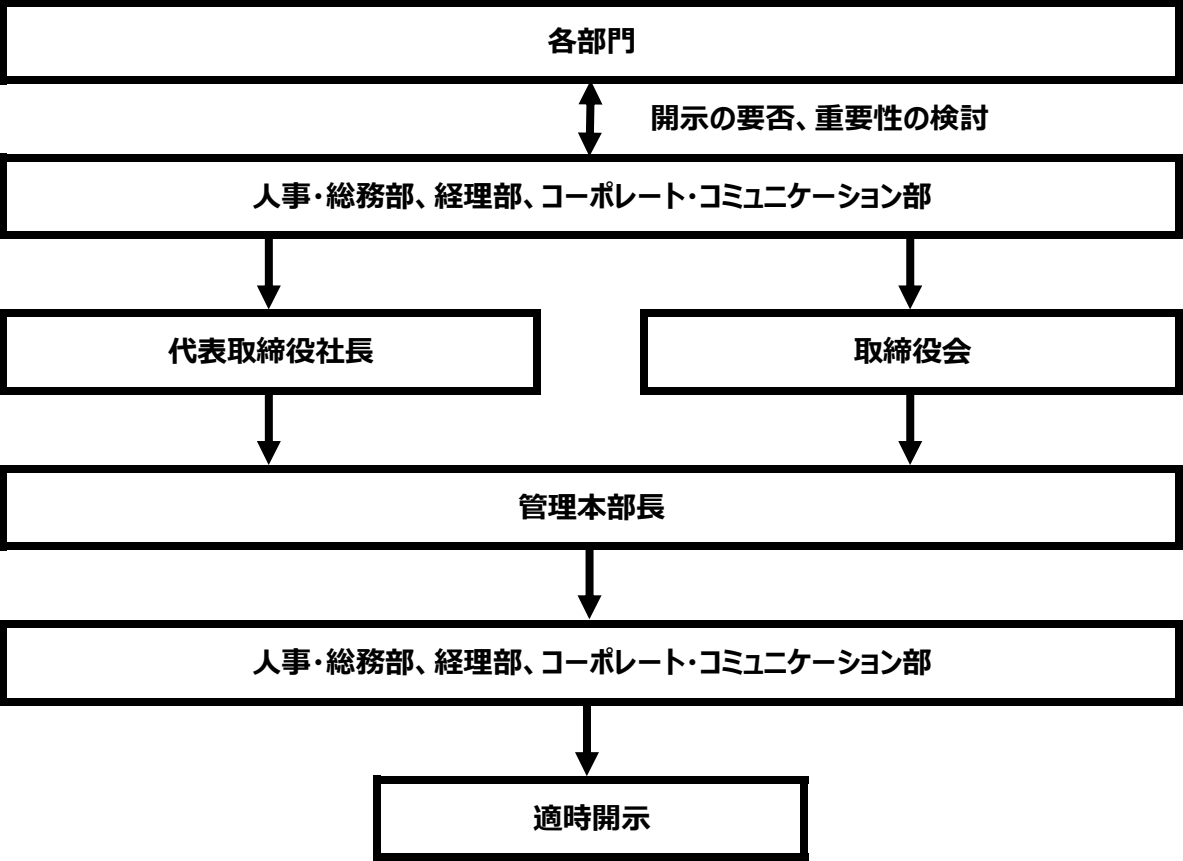 各部門
開示の要否、重要性の検討
人事・総務部、経理部、コーポレート・コミュニケーション部
代表取締役社長
取締役会
管理本部長
人事・総務部、経理部、コーポレート・コミュニケーション部
適時開示